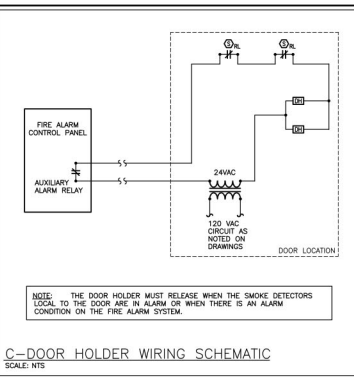 S RL
S RL
DH
DH
FIRE ALARM
CONTROL PANEL
AUXILIARY
ALARM RELAY
24VAC
120 VAC
CIRCUIT AS
NOTED ON
DRAWINGS
DOOR LOCATION
NOTE: THE DOOR HOLDER MUST RELEASE WHEN THE SMOKE DETECTORS
LOCAL TO THE DOOR ARE IN ALARM OR WHEN THERE IS AN ALARM
CONDITION ON THE FIRE ALARM SYSTEM.
C-DOOR HOLDER WIRING SCHEMATIC
SCALE: NTS